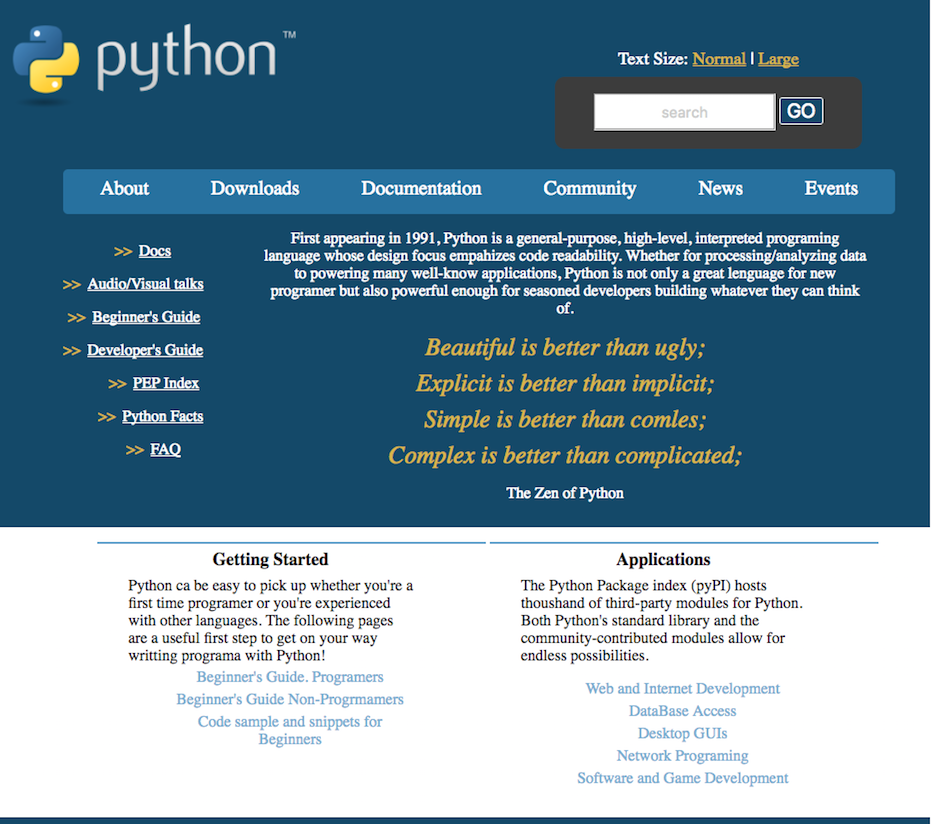 python™
Text Size: Normal | Large
search GO
About Downloads Documentation Community News Events
>> Docs
>> Audio/Visual talks
>> Beginner's Guide
>> Developer's Guide
>> PEP Index
>> Python Facts
>> FAQ
First appearing in 1991, Python is a general-purpose, high-level, interpreted programing
language whose design focus empahizes code readability. Whether for processing/analyzing data
to powering many well-know applications, Python is not only a great lenguage for new
programer but also powerful enough for seasoned developers building whatever they can think
of.
Beautiful is better than ugly;
Explicit is better than implicit;
Simple is better than comles;
Complex is better than complicated;
The Zen of Python
Getting Started
Python ca be easy to pick up whether you're a
first time programer or you're experienced
with other languages. The following pages
are a useful first step to get on your way
writting programa with Python!
Beginner's Guide. Programers
Beginner's Guide Non-Progrmamers
Code sample and snippets for
Beginners
Applications
The Python Package index (pyPI) hosts
thoushand of third-party modules for Python.
Both Python's standard library and the
community-contributed modules allow for
endless possibilities.
Web and Internet Development
DataBase Access
Desktop GUIs
Network Programing
Software and Game Development